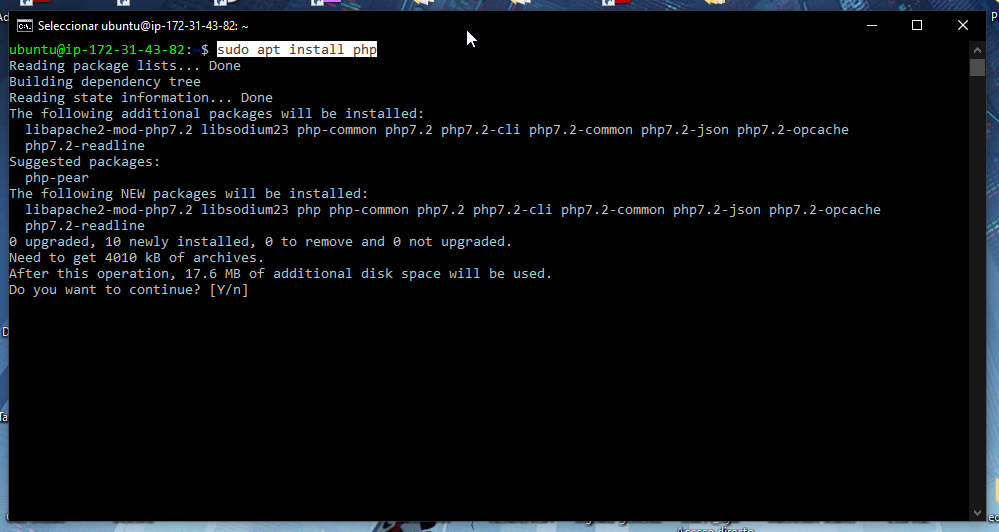 Seleccionar ubuntu@ip-172-31-43-82: ~
ubuntu@ip-172-31-43-82:~$ sudo apt install php
Reading package lists... Done
Building dependency tree
Reading state information... Done
The following additional packages will be installed:
libapache2-mod-php7.2 libsodium23 php-common php7.2 php7.2-cli php7.2-common php7.2-json php7.2-opcache
php7.2-readline
Suggested packages:
php-pear
The following NEW packages will be installed:
libapache2-mod-php7.2 libsodium23 php php-common php7.2 php7.2-cli php7.2-common php7.2-json php7.2-opcache
php7.2-readline
0 upgraded, 10 newly installed, 0 to remove and 0 not upgraded.
Need to get 4010 kB of archives.
After this operation, 17.6 MB of additional disk space will be used.
Do you want to continue? [Y/n]